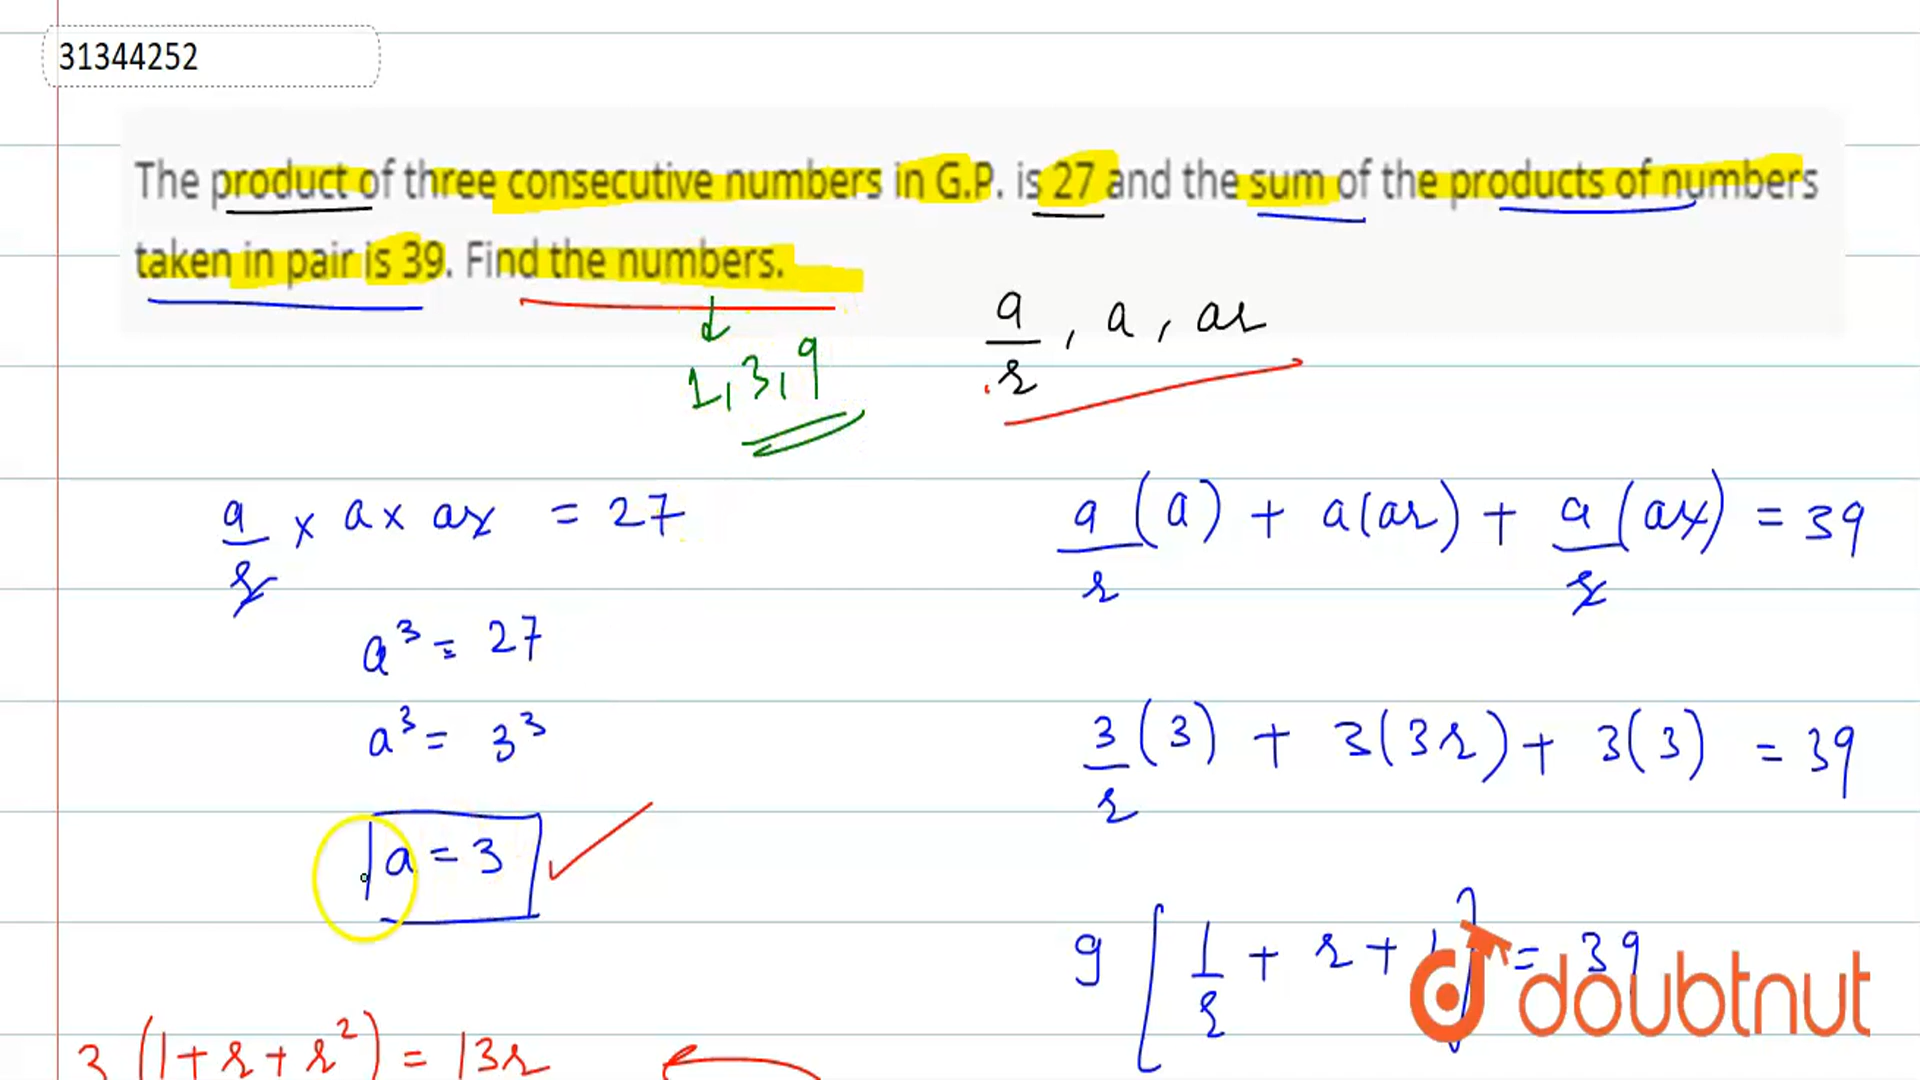 31344252
The product of three consecutive numbers in G.P. is 27 and the sum of the products of numbers
taken in pair is 39. Find the numbers.
1, 3, 9
a/r , a , ar
a/r × a × ar = 27
a³ = 27
a³ = 3³
a = 3
3 (1 + r + r²) = 13r
a/r (a) + a(ar) + a/r (ar) = 39
3/r (3) + 3(3r) + 3(3) = 39
9 [ 1/r + r + 1 ] = 39
doubtnut